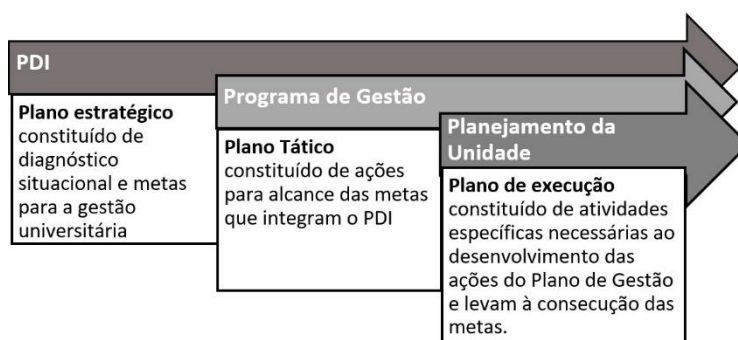 PDI
Plano estratégico
constituído de
diagnóstico
situacional e metas
para a gestão
universitária
Programa de Gestão
Plano Tático
constituído de ações
para alcance das metas
que integram o PDI
Planejamento da
Unidade
Plano de execução
constituído de atividades
específicas necessárias ao
desenvolvimento das
ações do Plano de Gestão
e levam à consecução das
metas.